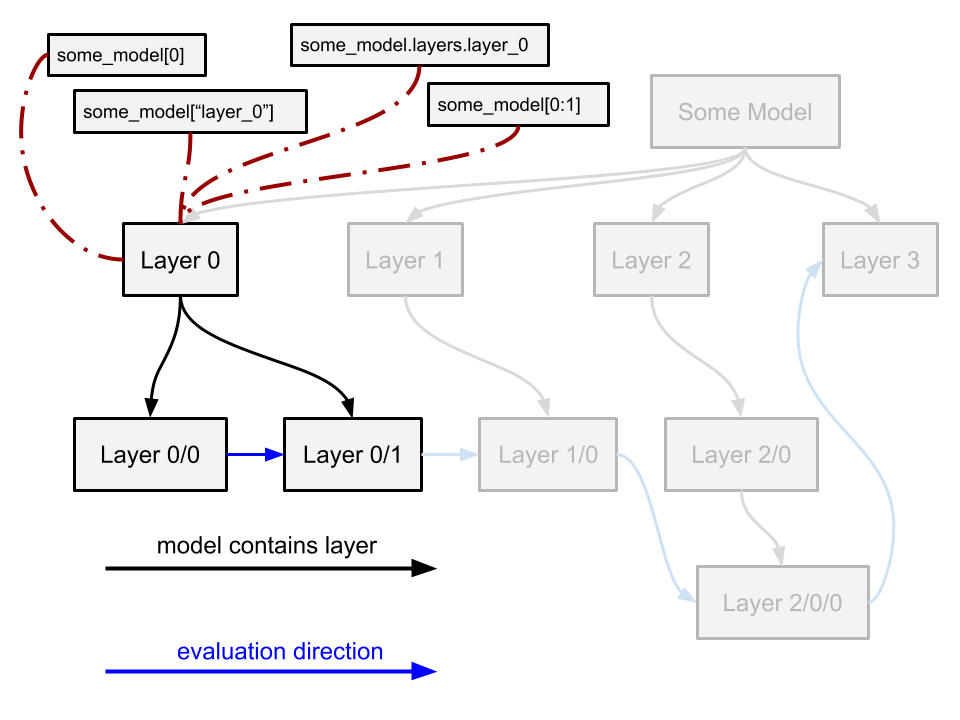 some_model.layers.layer_0
some_model[0]
some_model[“layer_0”]
some_model[0:1]
Some Model
Layer 0
Layer 1
Layer 2
Layer 3
Layer 0/0
Layer 0/1
Layer 1/0
Layer 2/0
model contains layer
Layer 2/0/0
evaluation direction